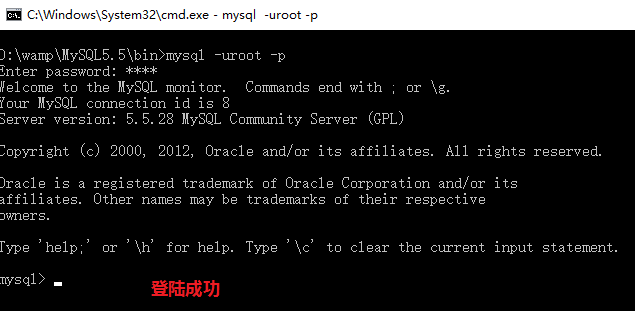 C:\Windows\System32\cmd.exe - mysql -uroot -p
D:\wamp\MySQL5.5\bin>mysql -uroot -p
Enter password: ****
Welcome to the MySQL monitor.  Commands end with ; or \g.
Your MySQL connection id is 8
Server version: 5.5.28 MySQL Community Server (GPL)
Copyright (c) 2000, 2012, Oracle and/or its affiliates. All rights reserved.
Oracle is a registered trademark of Oracle Corporation and/or its
affiliates. Other names may be trademarks of their respective
owners.
Type 'help;' or '\h' for help. Type '\c' to clear the current input statement.
mysql>
登陆成功